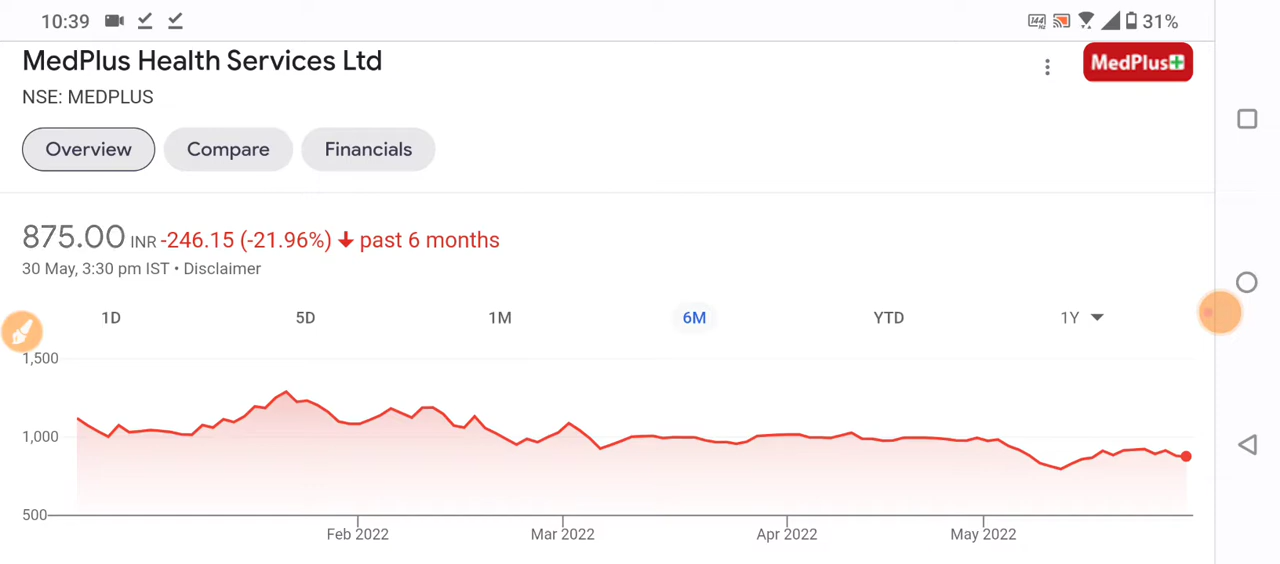 10:39 144 Hz 31%
MedPlus Health Services Ltd
MedPlus
NSE: MEDPLUS
Overview Compare Financials
875.00 INR -246.15 (-21.96%) past 6 months
30 May, 3:30 pm IST • Disclaimer
1D 5D 1M 6M YTD 1Y
1,500
1,000
500
Feb 2022 Mar 2022 Apr 2022 May 2022